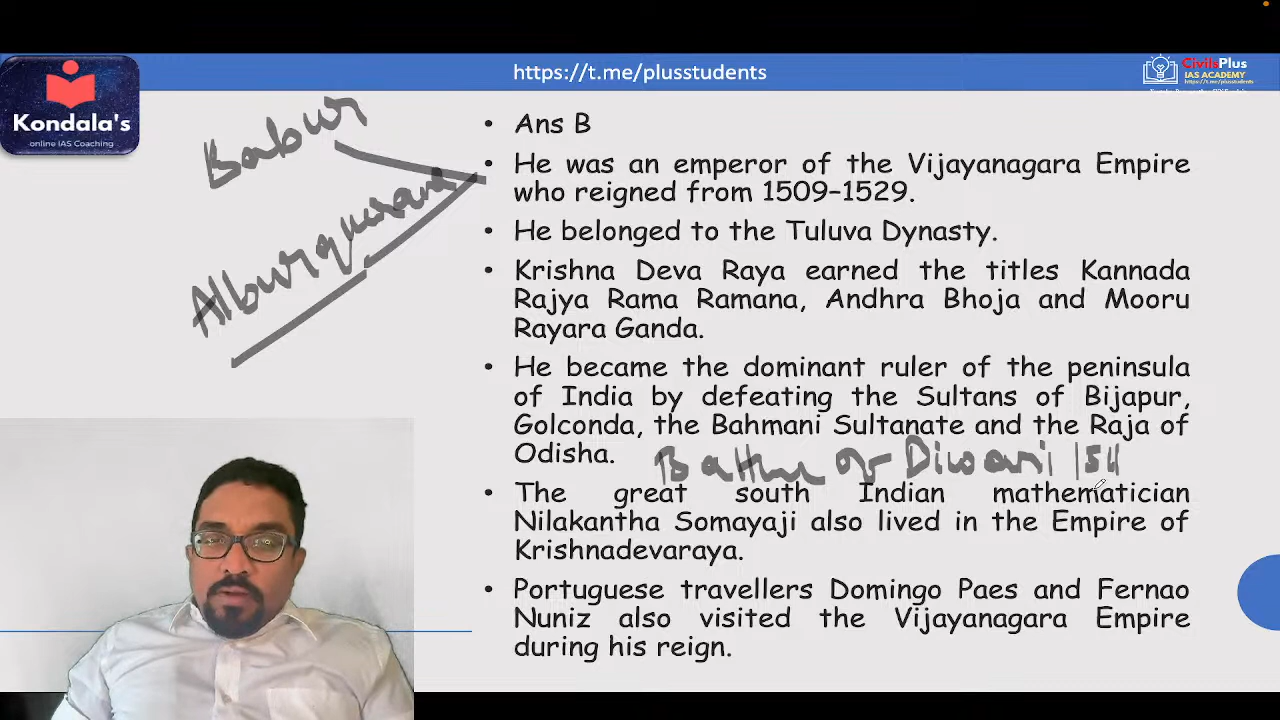 https://t.me/plusstudents
CivilsPlus
IAS ACADEMY
https://t.me/plusstudents
Kondala's
online IAS Coaching
Babur
Alburqurana
• Ans B
• He was an emperor of the Vijayanagara Empire
who reigned from 1509–1529.
• He belonged to the Tuluva Dynasty.
• Krishna Deva Raya earned the titles Kannada
Rajya Rama Ramana, Andhra Bhoja and Mooru
Rayara Ganda.
• He became the dominant ruler of the peninsula
of India by defeating the Sultans of Bijapur,
Golconda, the Bahmani Sultanate and the Raja of
Odisha.
Battle of Diwani 151
• The great south Indian mathematician
Nilakantha Somayaji also lived in the Empire of
Krishnadevaraya.
• Portuguese travellers Domingo Paes and Fernao
Nuniz also visited the Vijayanagara Empire
during his reign.